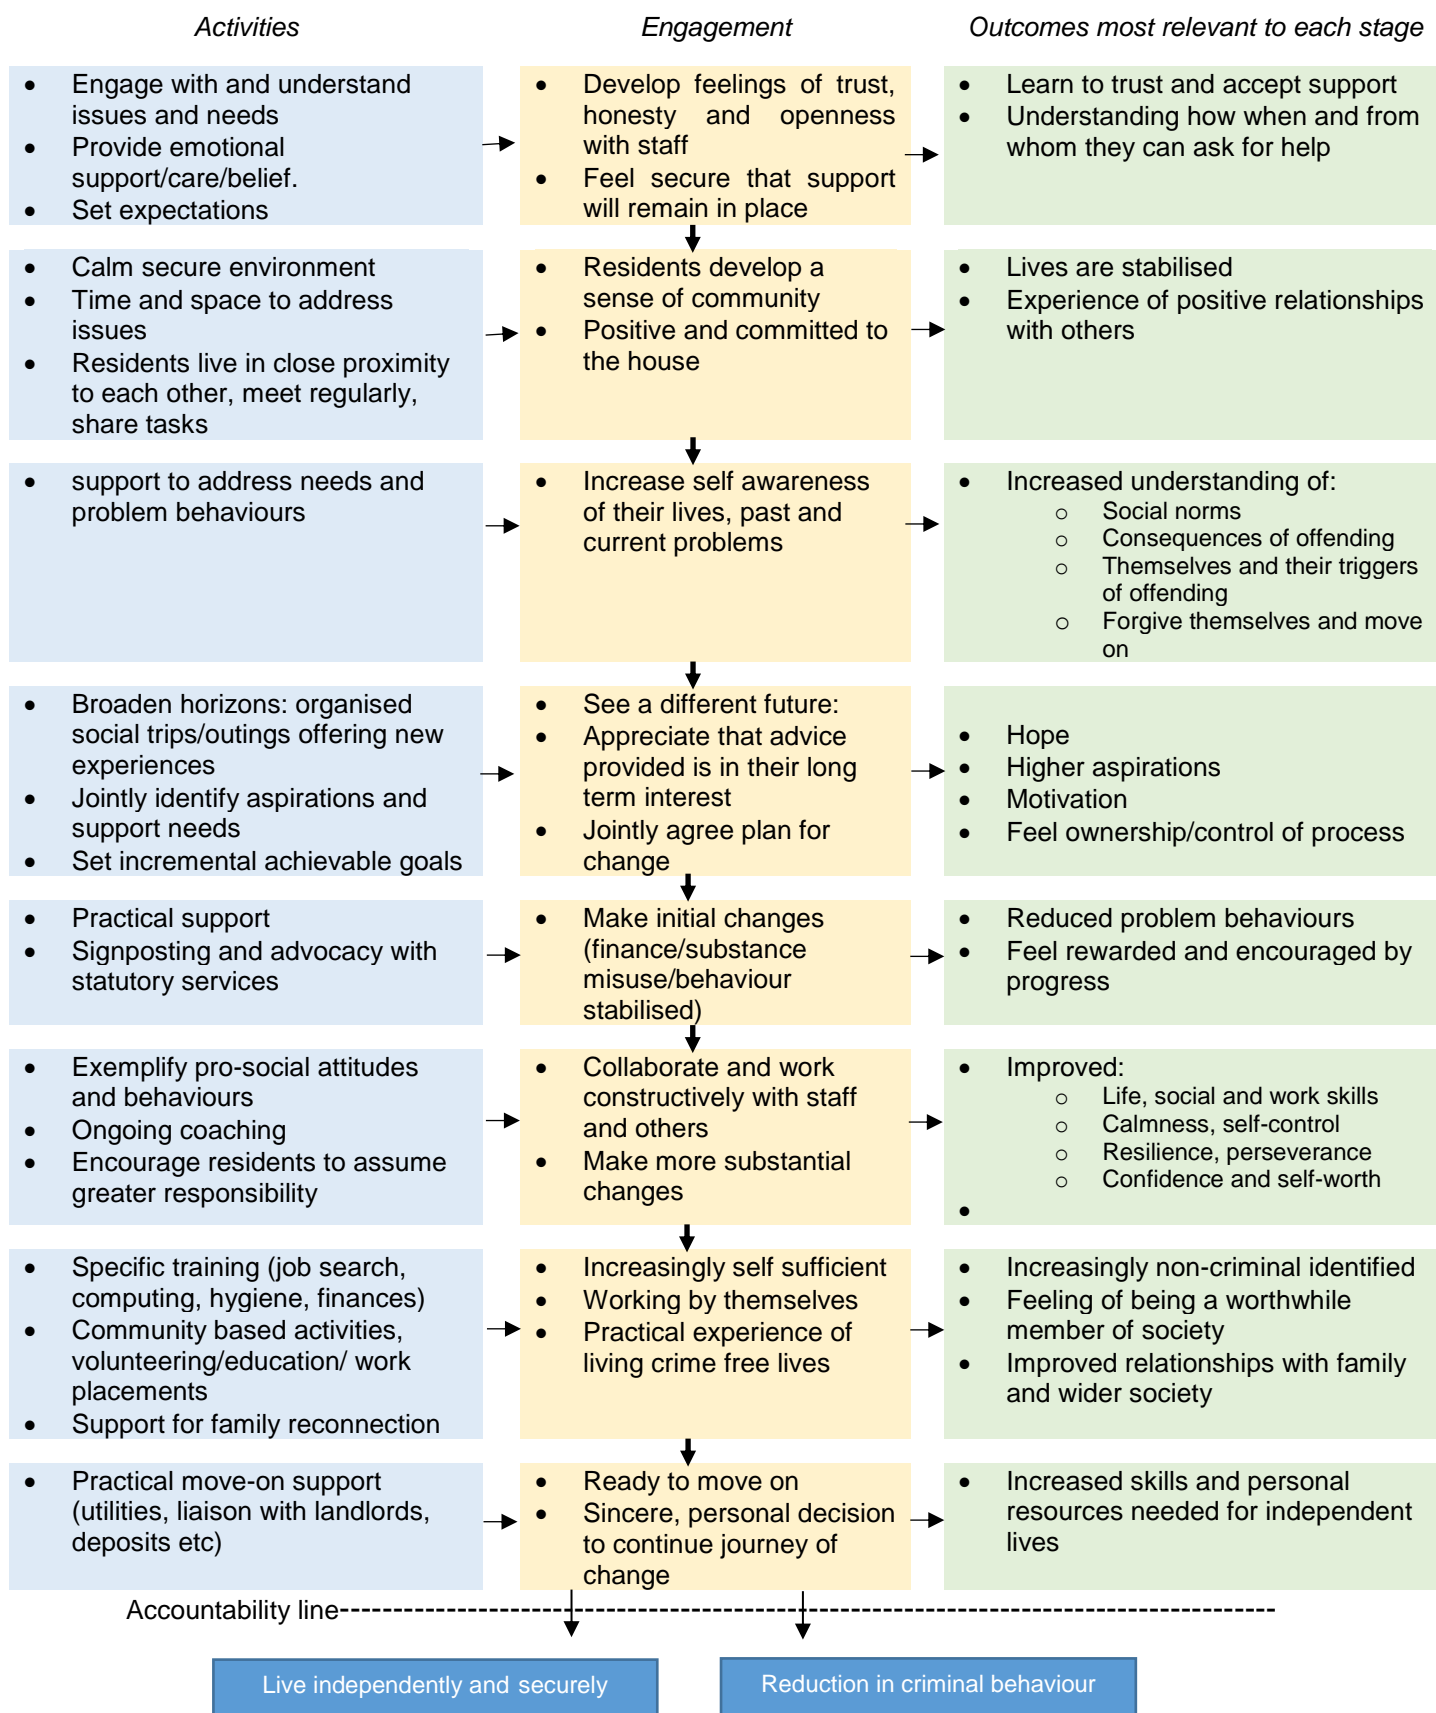 Activities
Engagement
Outcomes most relevant to each stage
• Engage with and understand
issues and needs
• Provide emotional
support/care/belief.
• Set expectations
• Develop feelings of trust,
honesty and openness
with staff
• Feel secure that support
will remain in place
• Learn to trust and accept support
• Understanding how when and from
whom they can ask for help
• Calm secure environment
• Time and space to address
issues
• Residents live in close proximity
to each other, meet regularly,
share tasks
• Residents develop a
sense of community
• Positive and committed to
the house
• Lives are stabilised
• Experience of positive relationships
with others
• support to address needs and
problem behaviours
• Increase self awareness
of their lives, past and
current problems
• Increased understanding of:
o Social norms
o Consequences of offending
o Themselves and their triggers
of offending
o Forgive themselves and move
on
• Broaden horizons: organised
social trips/outings offering new
experiences
• Jointly identify aspirations and
support needs
• Set incremental achievable goals
• See a different future:
• Appreciate that advice
provided is in their long
term interest
• Jointly agree plan for
change
• Hope
• Higher aspirations
• Motivation
• Feel ownership/control of process
• Practical support
• Signposting and advocacy with
statutory services
• Make initial changes
(finance/substance
misuse/behaviour
stabilised)
• Reduced problem behaviours
• Feel rewarded and encouraged by
progress
• Exemplify pro-social attitudes
and behaviours
• Ongoing coaching
• Encourage residents to assume
greater responsibility
• Collaborate and work
constructively with staff
and others
• Make more substantial
changes
• Improved:
o Life, social and work skills
o Calmness, self-control
o Resilience, perseverance
o Confidence and self-worth
•
• Specific training (job search,
computing, hygiene, finances)
• Community based activities,
volunteering/education/ work
placements
• Support for family reconnection
• Increasingly self sufficient
• Working by themselves
• Practical experience of
living crime free lives
• Increasingly non-criminal identified
• Feeling of being a worthwhile
member of society
• Improved relationships with family
and wider society
• Practical move-on support
(utilities, liaison with landlords,
deposits etc)
• Ready to move on
• Sincere, personal decision
to continue journey of
change
• Increased skills and personal
resources needed for independent
lives
Accountability line
Live independently and securely
Reduction in criminal behaviour